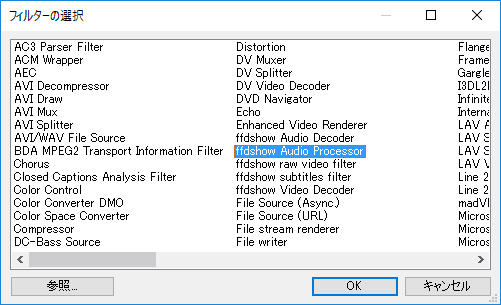 フィルターの選択
AC3 Parser Filter
ACM Wrapper
AEC
AVI Decompressor
AVI Draw
AVI Mux
AVI Splitter
AVI/WAV File Source
BDA MPEG2 Transport Information Filter
Chorus
Closed Captions Analysis Filter
Color Control
Color Converter DMO
Color Space Converter
Compressor
DC-Bass Source
Distortion
DV Muxer
DV Splitter
DV Video Decoder
DVD Navigator
Echo
Enhanced Video Renderer
ffdshow Audio Decoder
ffdshow Audio Processor
ffdshow raw video filter
ffdshow subtitles filter
ffdshow Video Decoder
File Source (Async.)
File Source (URL)
File stream renderer
File writer
Flange
Frame
Gargle
I3DL2
Infinite
Interna
LAV A
LAV S
LAV S
LAV V
Line 2
Line 2
madV
Micros
Micros
Micros
参照...
OK
キャンセル